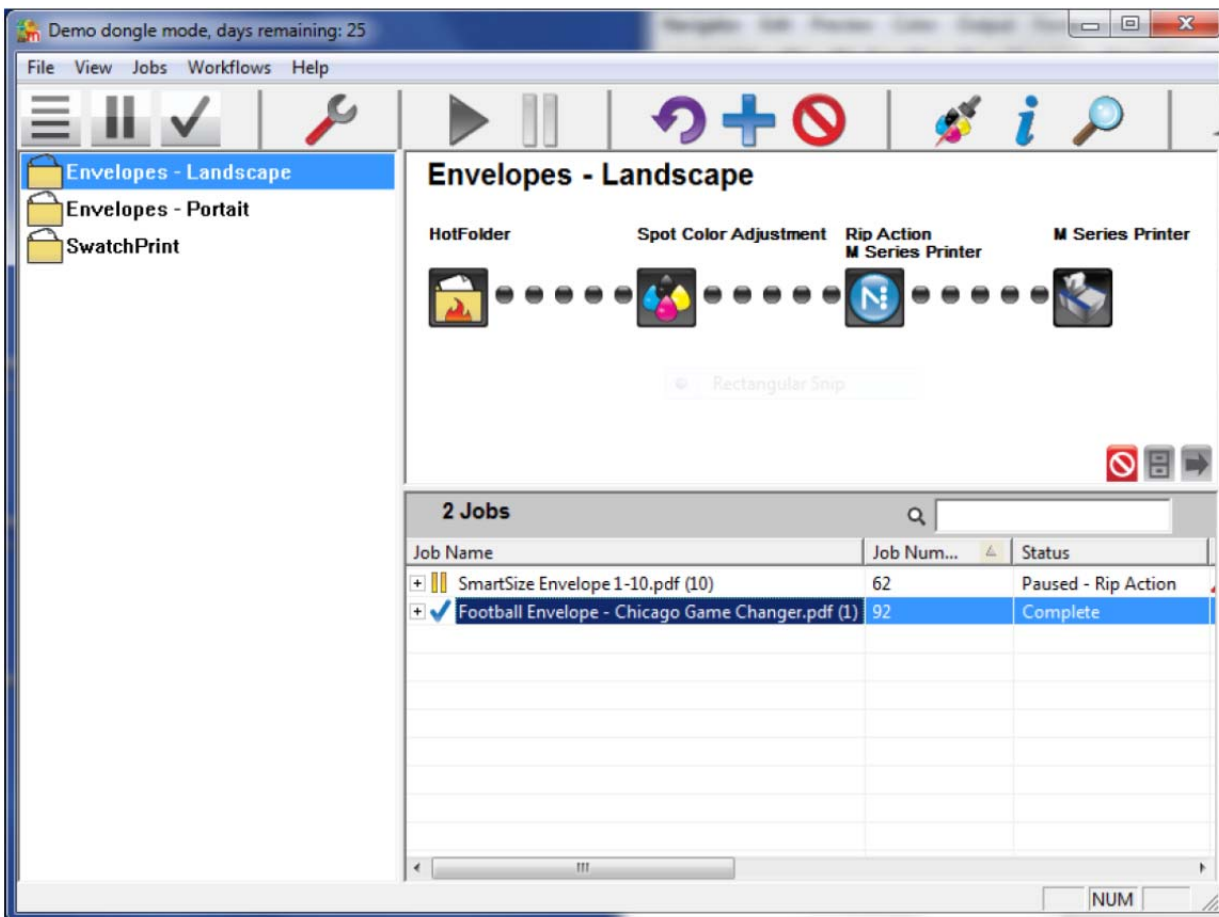 Demo dongle mode, days remaining: 25
File View Jobs Workflows Help
Envelopes - Landscape
Envelopes - Portait
SwatchPrint
Envelopes - Landscape
HotFolder Spot Color Adjustment Rip Action M Series Printer
M Series Printer
Rectangular Snip
2 Jobs
Job Name Job Num... Status
SmartSize Envelope 1-10.pdf (10) 62 Paused - Rip Action
Football Envelope - Chicago Game Changer.pdf (1) 92 Complete
NUM